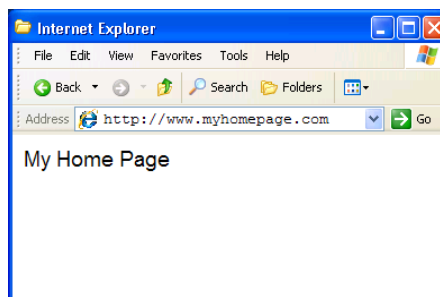 Internet Explorer
File Edit View Favorites Tools Help
Back Search Folders
Address http://www.myhomepage.com Go
My Home Page